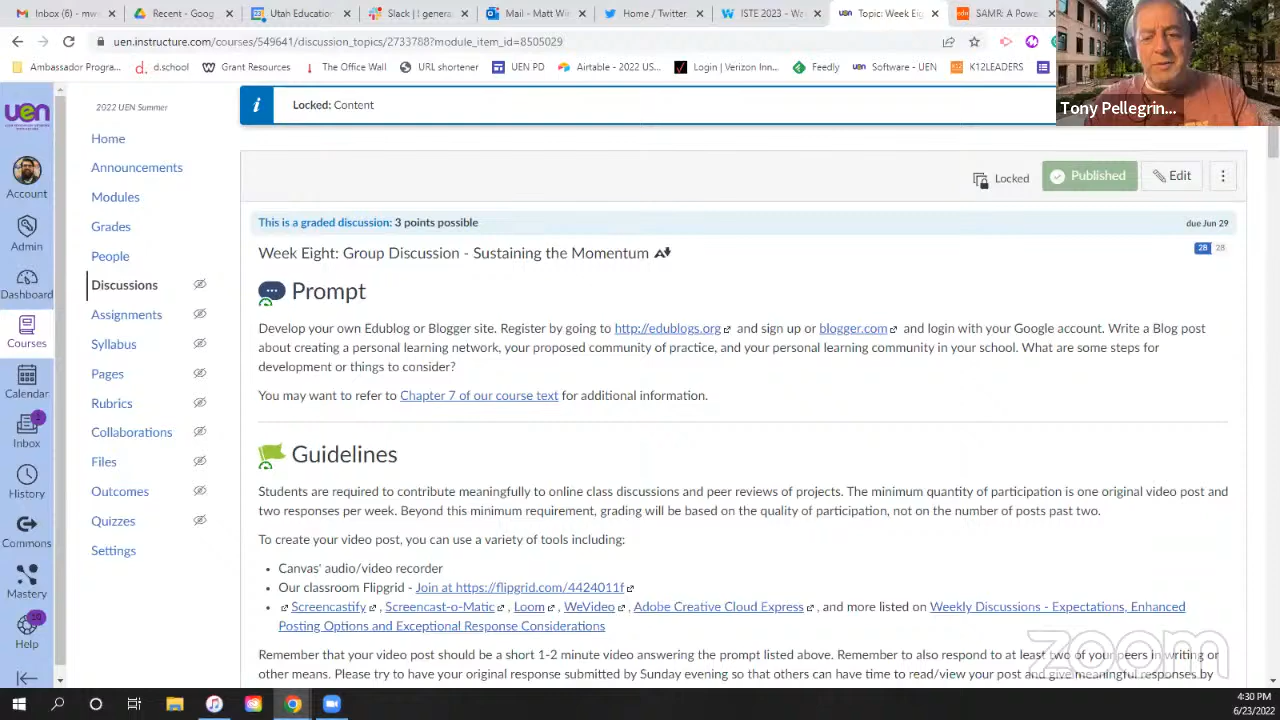 Inbox (0) - mw
Recent - Goog
Utah Education
Slack | general
Mail - Matt Win
Home / Twitter
ISTE 2023 - We
Topic: Week Eig
SAMR: A Powe
uen.instructure.com/courses/549641/discussion_topics/2733788?module_item_id=8505029
Ambassador Progra...
d.school
Grant Resources
The Office Wall
URL shortener
UEN PD
Airtable - 2022 US...
Login | Verizon Inn...
Feedly
Software - UEN
K12LEADERS
Tony Pellegrin...
uen
Account
Admin
Dashboard
Courses
Calendar
Inbox
History
Commons
Mastery
Help
2022 UEN Summer
Home
Announcements
Modules
Grades
People
Discussions
Assignments
Syllabus
Pages
Rubrics
Collaborations
Files
Outcomes
Quizzes
Settings
Locked: Content
Locked
Published
Edit
This is a graded discussion: 3 points possible
due Jun 29
Week Eight: Group Discussion - Sustaining the Momentum
28 28
Prompt
Develop your own Edublog or Blogger site. Register by going to http://edublogs.org and sign up or blogger.com and login with your Google account. Write a Blog post
about creating a personal learning network, your proposed community of practice, and your personal learning community in your school. What are some steps for
development or things to consider?
You may want to refer to Chapter 7 of our course text for additional information.
Guidelines
Students are required to contribute meaningfully to online class discussions and peer reviews of projects. The minimum quantity of participation is one original video post and
two responses per week. Beyond this minimum requirement, grading will be based on the quality of participation, not on the number of posts past two.
To create your video post, you can use a variety of tools including:
Canvas' audio/video recorder
Our classroom Flipgrid - Join at https://flipgrid.com/4424011f
Screencastify , Screencast-o-Matic , Loom , WeVideo , Adobe Creative Cloud Express , and more listed on Weekly Discussions - Expectations, Enhanced
Posting Options and Exceptional Response Considerations
Remember that your video post should be a short 1-2 minute video answering the prompt listed above. Remember to also respond to at least two of your peers in writing or
other means. Please try to have your original response submitted by Sunday evening so that others can have time to read/view your post and give meaningful responses by
zoom
4:30 PM
6/23/2022